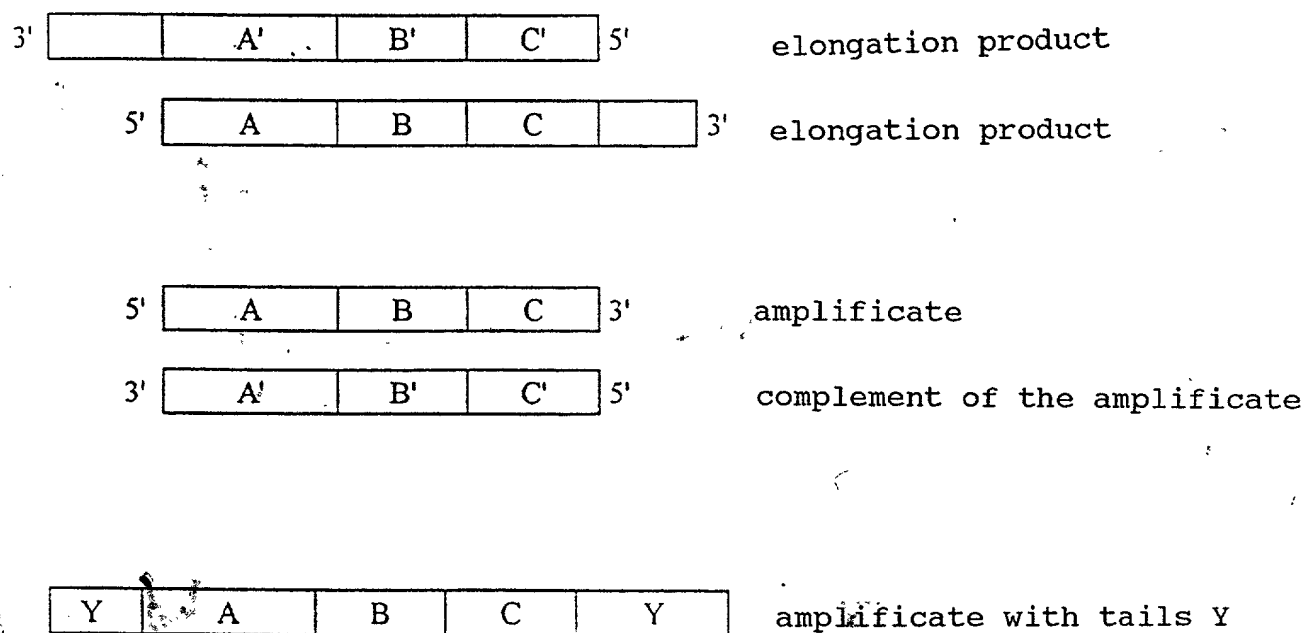 3' A' B' C' 5' elongation product
5' A B C 3' elongation product
5' A B C 3' amplificate
3' A' B' C' 5' complement of the amplificate
Y A B C Y amplificate with tails Y